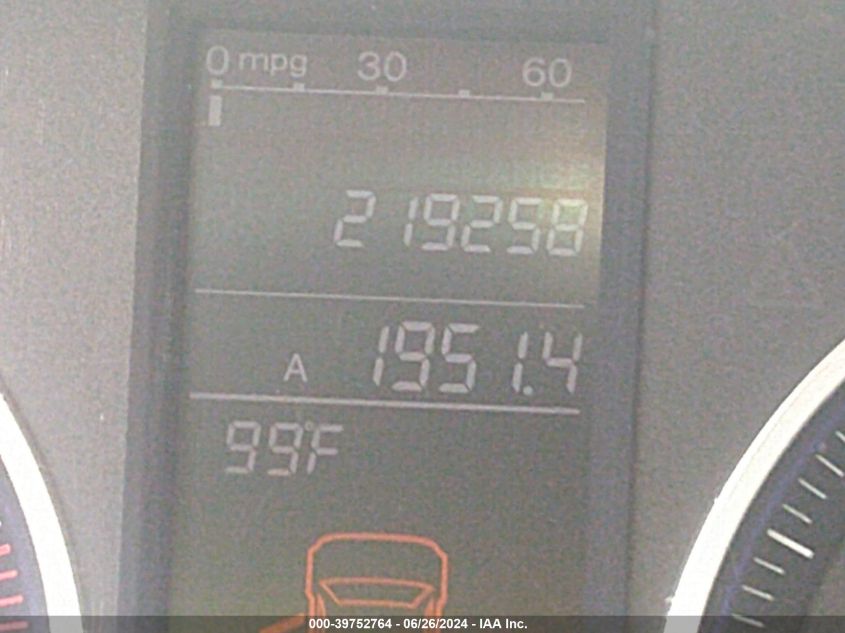 0 mpg 30 60
219258
A 1951.4
99°F
000-39752764 - 06/26/2024 - IAA Inc.